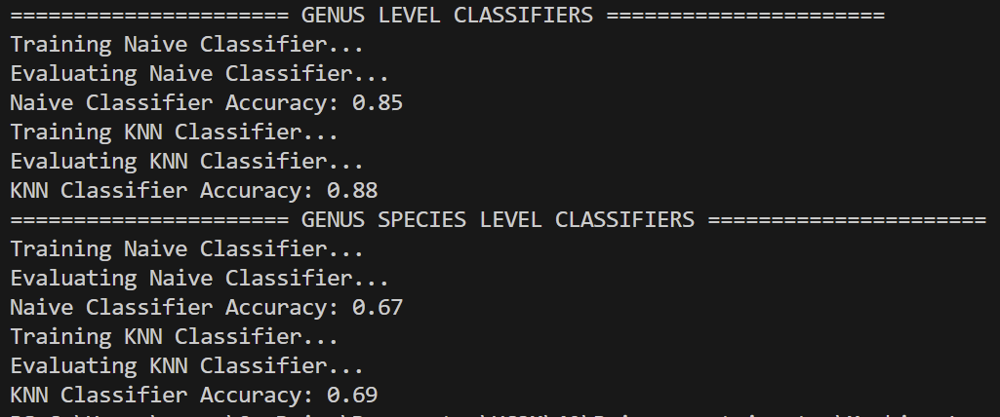 ====================== GENUS LEVEL CLASSIFIERS ======================
Training Naive Classifier...
Evaluating Naive Classifier...
Naive Classifier Accuracy: 0.85
Training KNN Classifier...
Evaluating KNN Classifier...
KNN Classifier Accuracy: 0.88
====================== GENUS SPECIES LEVEL CLASSIFIERS ======================
Training Naive Classifier...
Evaluating Naive Classifier...
Naive Classifier Accuracy: 0.67
Training KNN Classifier...
Evaluating KNN Classifier...
KNN Classifier Accuracy: 0.69